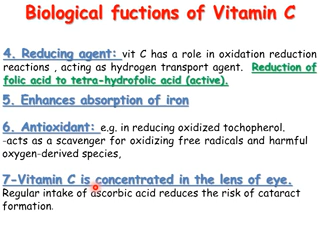 Biological fuctions of Vitamin C
4. Reducing agent: vit C has a role in oxidation reduction
reactions , acting as hydrogen transport agent. Reduction of
folic acid to tetra-hydrofolic acid (active).
5. Enhances absorption of iron
6. Antioxidant: e.g. in reducing oxidized tochopherol.
-acts as a scavenger for oxidizing free radicals and harmful
oxygen-derived species,
7-Vitamin C is concentrated in the lens of eye.
Regular intake of ascorbic acid reduces the risk of cataract
formation.